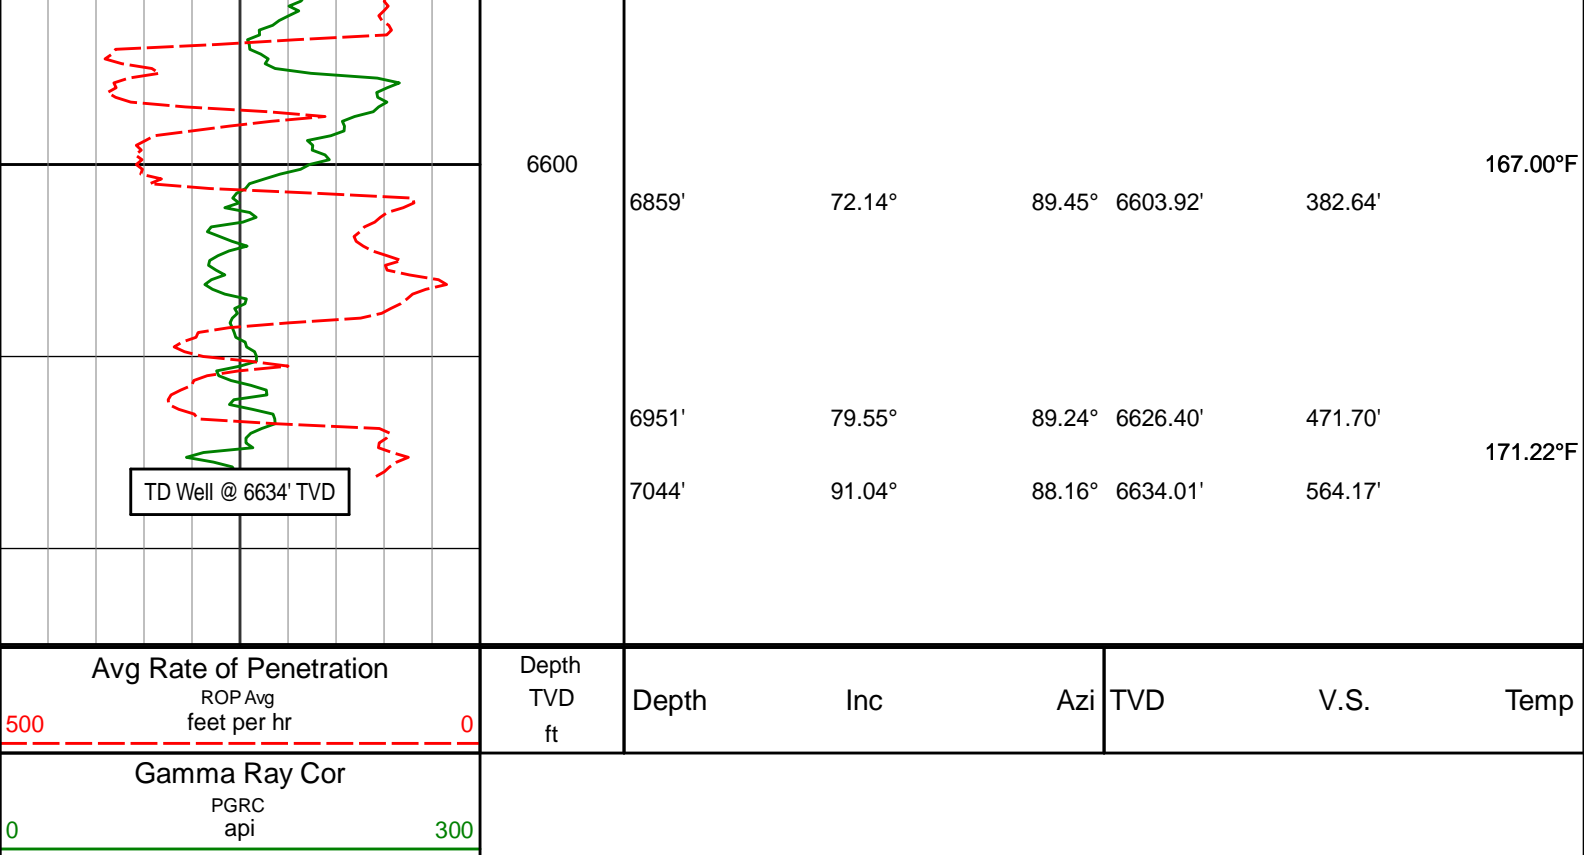 6600 167.00°F
6859' 72.14° 89.45° 6603.92' 382.64'
6951' 79.55° 89.24° 6626.40' 471.70'
171.22°F
TD Well @ 6634' TVD 7044' 91.04° 88.16° 6634.01' 564.17'
Avg Rate of Penetration
ROP Avg
500 feet per hr 0
Depth
TVD
ft
Depth Inc Azi TVD V.S. Temp
Gamma Ray Cor
PGRC
0 api 300